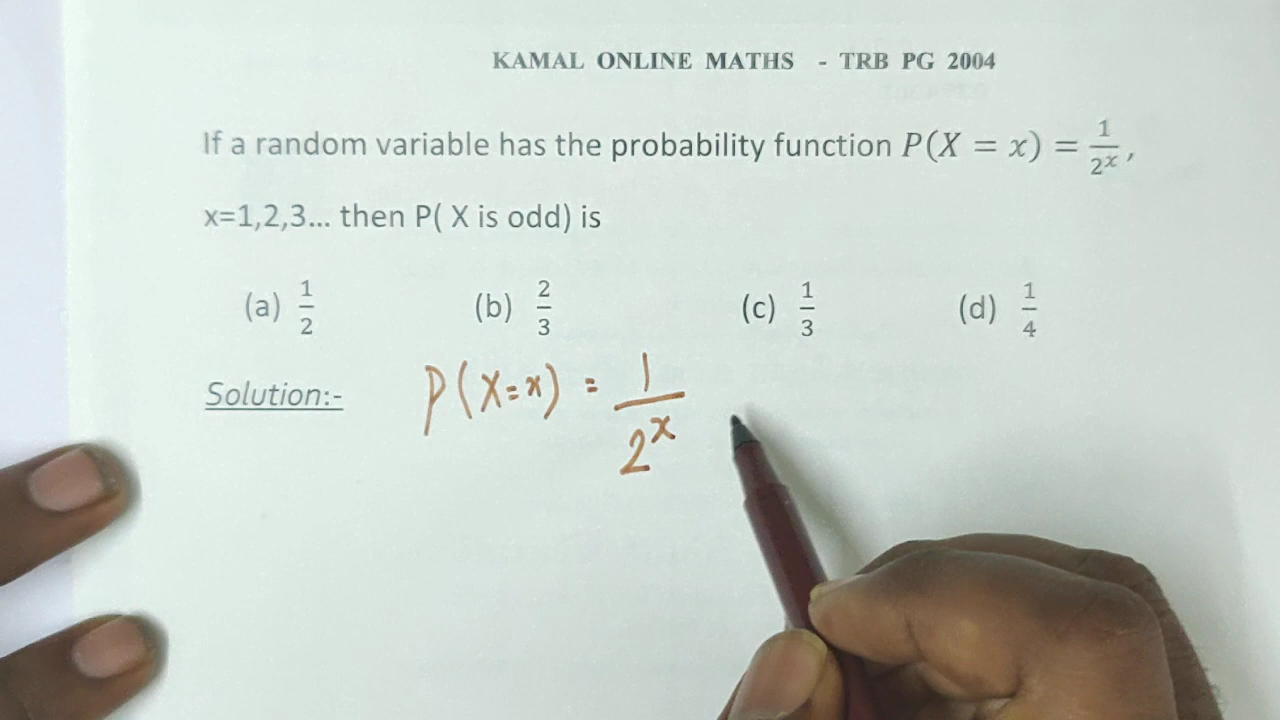 KAMAL ONLINE MATHS - TRB PG 2004
If a random variable has the probability function P(X = x) = 1/2^x ,
x=1,2,3... then P( X is odd) is
(a) 1/2 (b) 2/3 (c) 1/3 (d) 1/4
Solution:- P(X=x) = 1/2^x